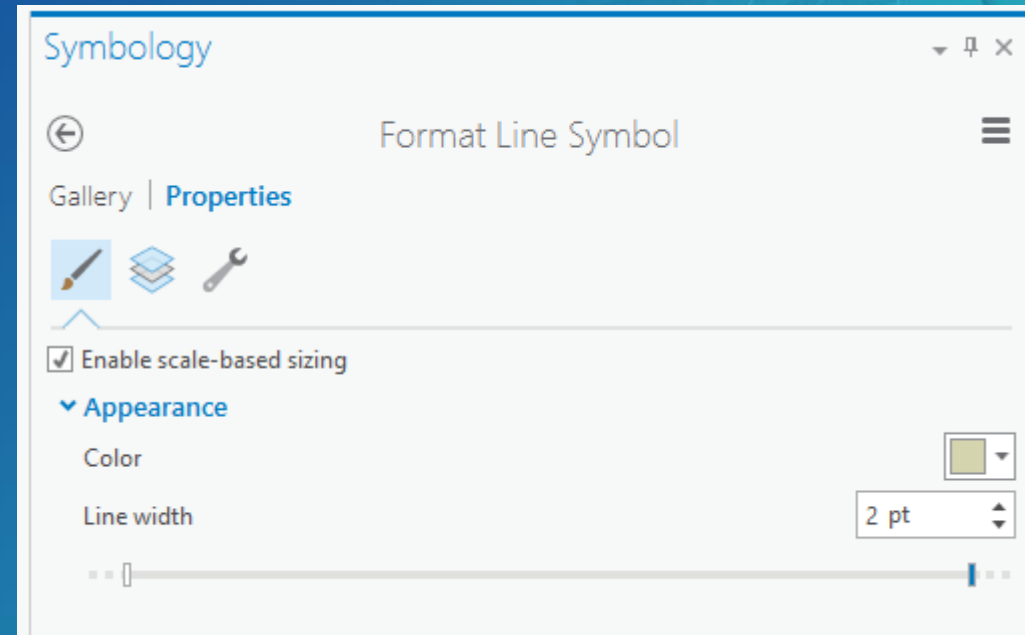 Symbology
Format Line Symbol
Gallery | Properties
Enable scale-based sizing
Appearance
Color
Line width 2 pt